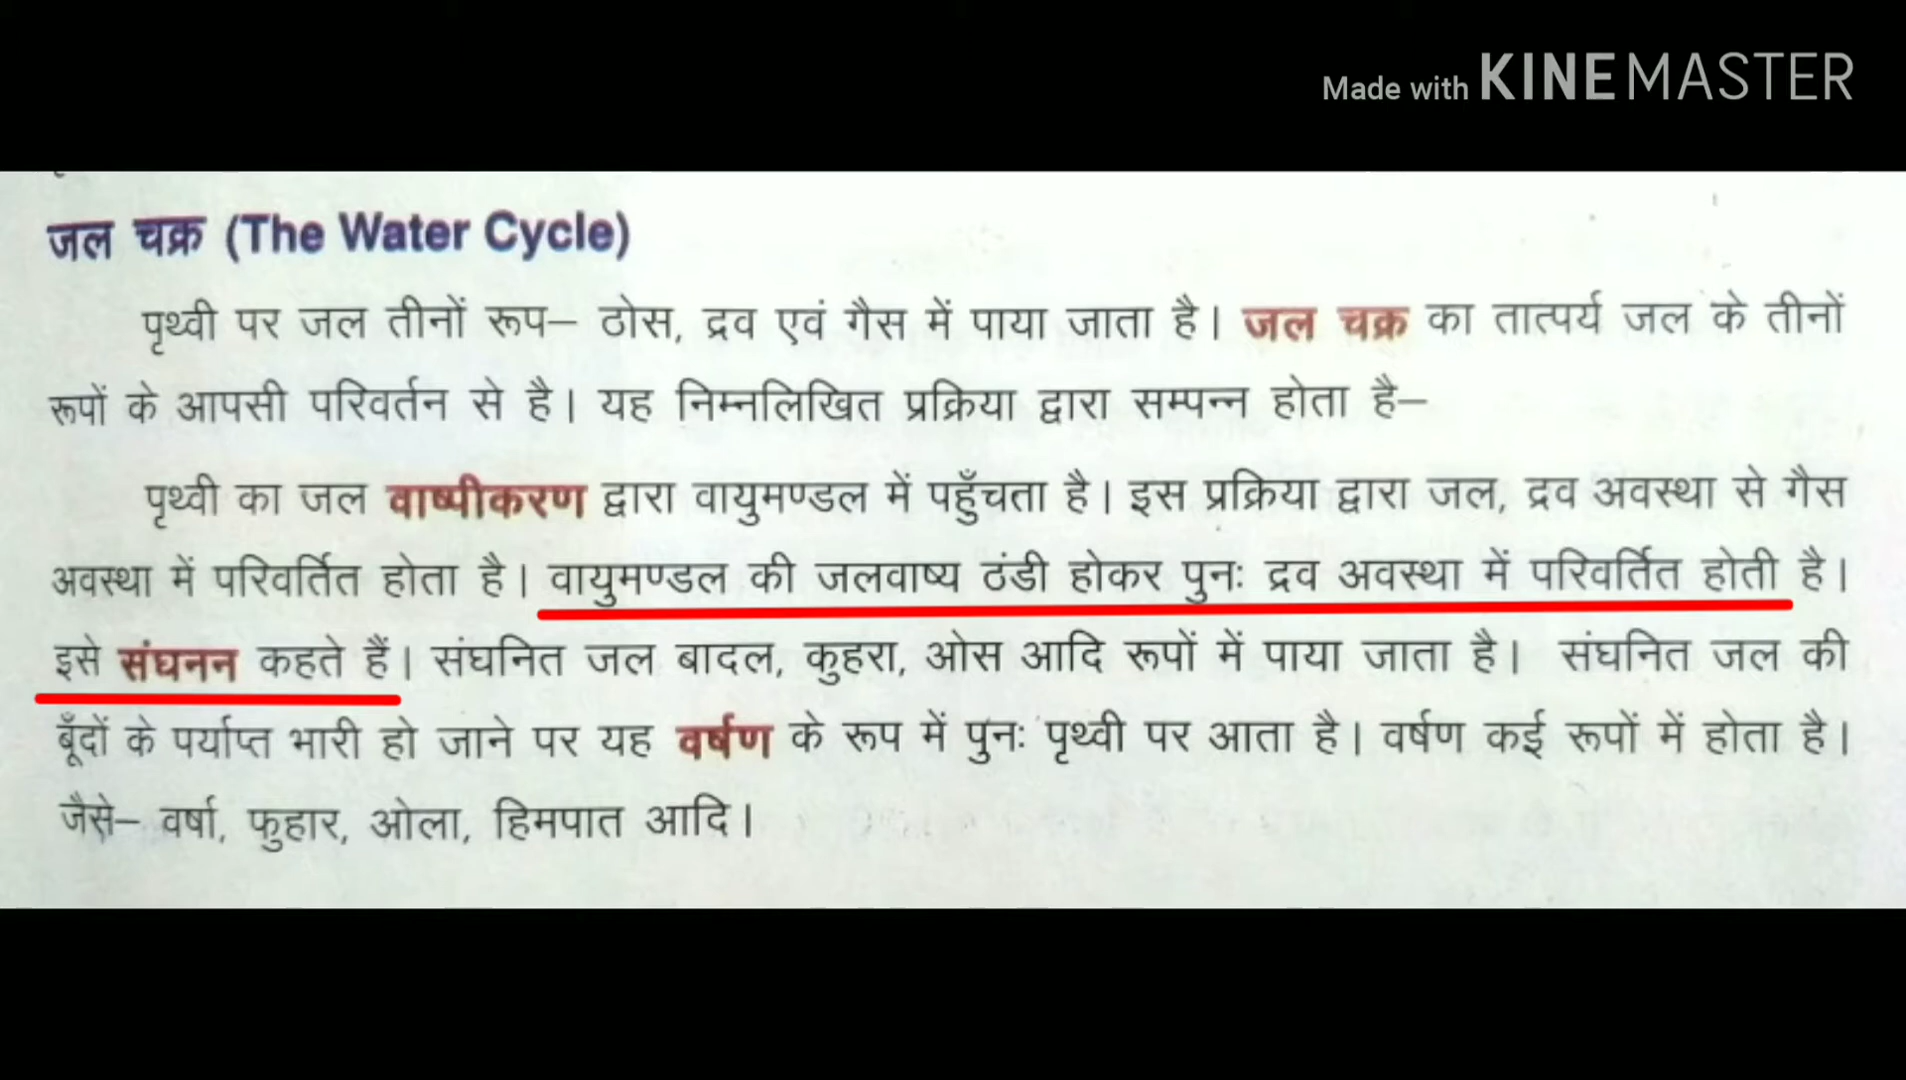 Made with KINEMASTER
जल चक्र (The Water Cycle)
पृथ्वी पर जल तीनों रूप– ठोस, द्रव एवं गैस में पाया जाता है। जल चक्र का तात्पर्य जल के तीनों
रूपों के आपसी परिवर्तन से है। यह निम्नलिखित प्रक्रिया द्वारा सम्पन्न होता है–
पृथ्वी का जल वाष्पीकरण द्वारा वायुमण्डल में पहुँचता है। इस प्रक्रिया द्वारा जल, द्रव अवस्था से गैस
अवस्था में परिवर्तित होता है। वायुमण्डल की जलवाष्प ठंडी होकर पुनः द्रव अवस्था में परिवर्तित होती है।
इसे संघनन कहते हैं। संघनित जल बादल, कुहरा, ओस आदि रूपों में पाया जाता है। संघनित जल की
बूँदों के पर्याप्त भारी हो जाने पर यह वर्षण के रूप में पुनः पृथ्वी पर आता है। वर्षण कई रूपों में होता है।
जैसे– वर्षा, फुहार, ओला, हिमपात आदि।